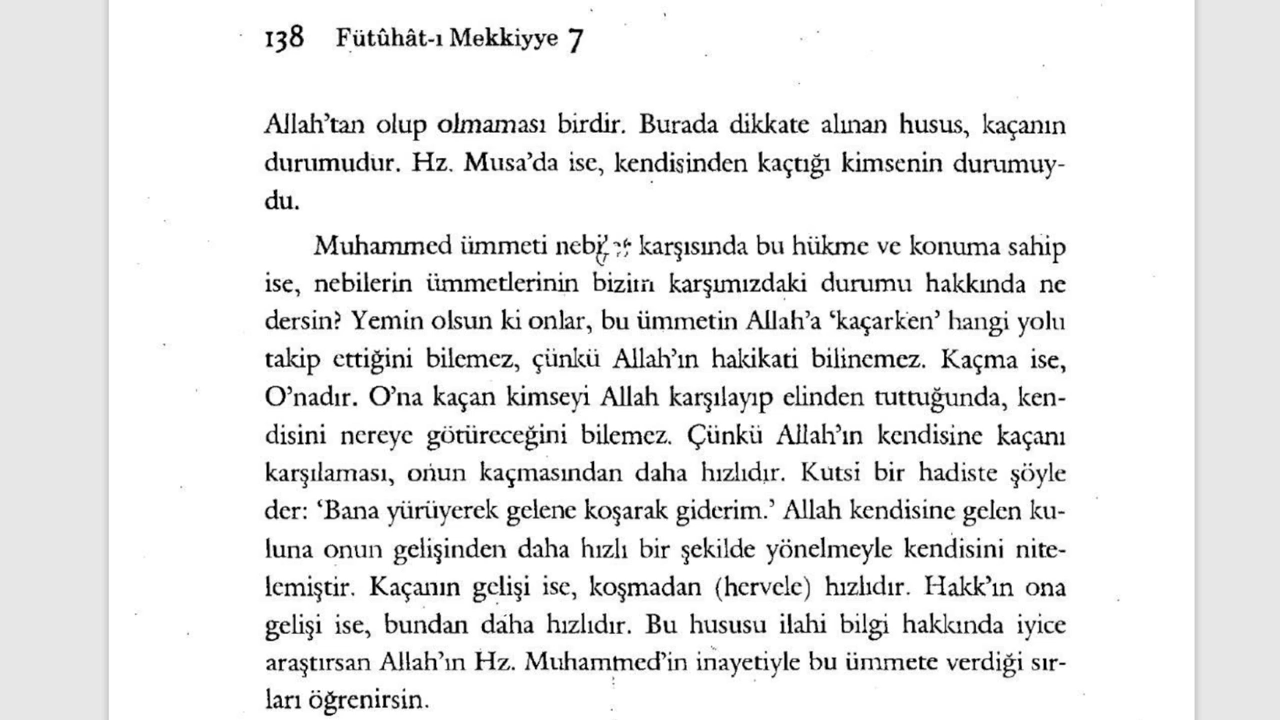 138 Fütûhât-ı Mekkiyye 7
Allah’tan olup olmaması birdir. Burada dikkate alınan husus, kaçanın
durumudur. Hz. Musa’da ise, kendisinden kaçtığı kimsenin durumuy-
du.
Muhammed ümmeti karşısında bu hükme ve konuma sahip
ise, nebilerin ümmetlerinin bizim karşımızdaki durumu hakkında ne
dersin? Yemin olsun ki onlar, bu ümmetin Allah’a ‘kaçarken’ hangi yolu
takip ettiğini bilemez, çünkü Allah’ın hakikati bilinemez. Kaçma ise,
O’nadır. O’na kaçan kimseyi Allah karşılayıp elinden tuttuğunda, ken-
disini nereye götüreceğini bilemez. Çünkü Allah’ın kendisine kaçanı
karşılaması, onun kaçmasından daha hızlıdır. Kutsi bir hadiste şöyle
der: ‘Bana yürüyerek gelene koşarak giderim.’ Allah kendisine gelen ku-
luna onun gelişinden daha hızlı bir şekilde yönelmeyle kendisini nite-
lemiştir. Kaçanın gelişi ise, koşmadan (hervele) hızlıdır. Hakk’ın ona
gelişi ise, bundan daha hızlıdır. Bu hususu ilahi bilgi hakkında iyice
araştırsan Allah’ın Hz. Muhammed’in inayetiyle bu ümmete verdiği sır-
ları öğrenirsin.